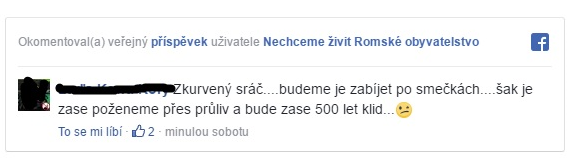 Okomentoval(a) veřejný příspěvek uživatele Nechceme živit Romské obyvatelstvo
Zkurvený sráč....budeme je zabíjet po smečkách....šak je
zase poženeme přes průliv a bude zase 500 let klid...
To se mi líbí · 2 · minulou sobotu